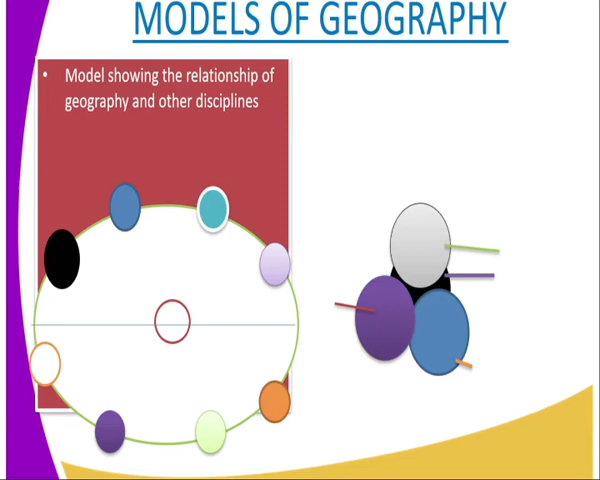 MODELS OF GEOGRAPHY
• Model showing the relationship of
geography and other disciplines